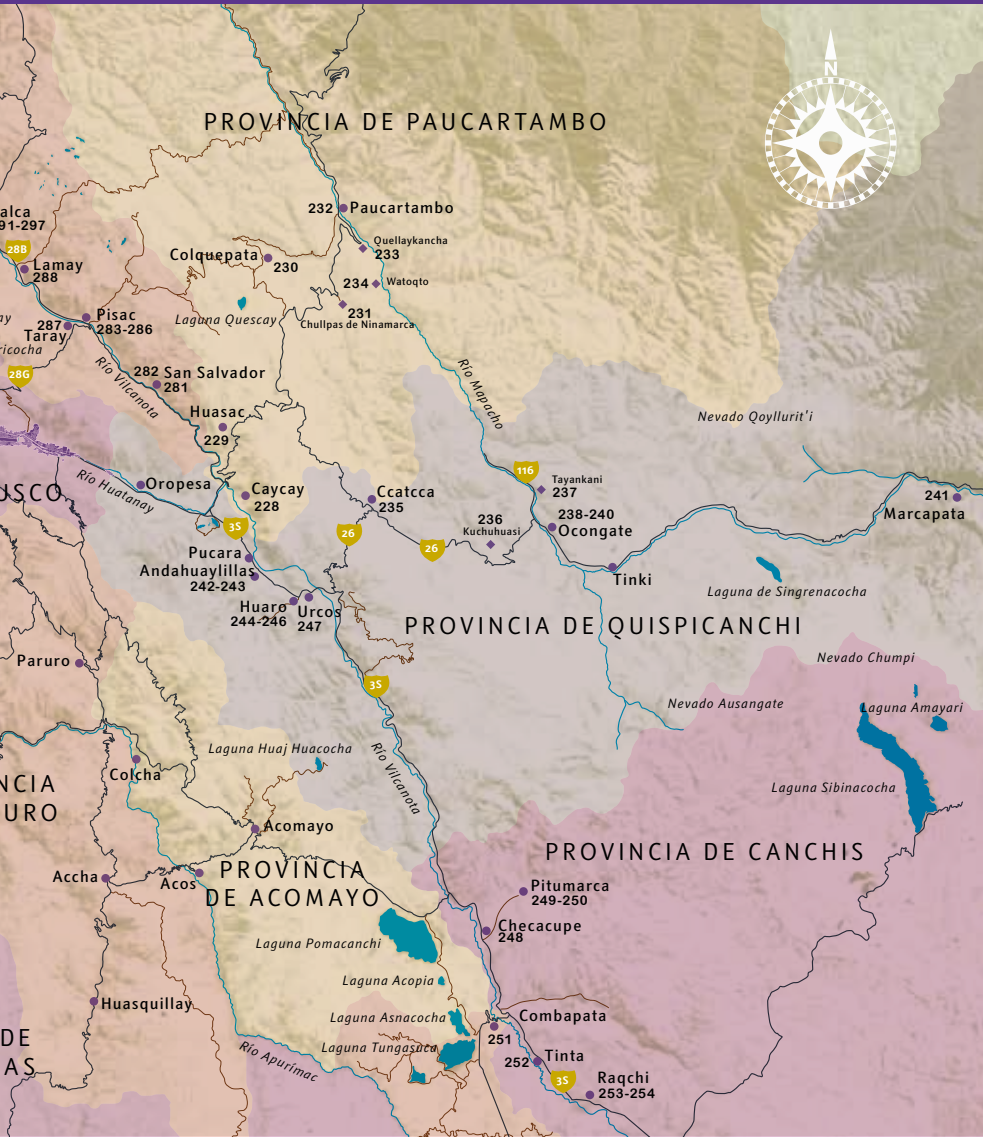 N
PROVINCIA DE PAUCARTAMBO
232 Paucartambo
alca
91-297
28B
Lamay
288
Quellaykancha
233
Colquepata
230
234 Watoqto
231
Chullpas de Ninamarca
Laguna Quescay
Pisac
283-286
287
Taray
ay
ricocha
28G
Río Vilcanota
282 San Salvador
281
Río Mapacho
Huasac
229
Nevado Qoyllurit'i
USCO
Río Huatanay
Oropesa
Caycay
228
3S
Ccatcca
235
26
26
116
Tayankani
237
236
Kuchuhuasi
238-240
Ocongate
241
Marcapata
Pucara
Andahuaylillas
242-243
Huaro
244-246
Urcos
247
Tinki
Laguna de Singrenacocha
PROVINCIA DE QUISPICANCHI
Paruro
3S
Nevado Chumpi
Nevado Ausangate
Laguna Amayari
Laguna Huaj Huacocha
Río Vilcanota
Colcha
Laguna Sibinacocha
NCIA
URO
Acomayo
PROVINCIA DE CANCHIS
Accha
Acos
PROVINCIA
DE ACOMAYO
Pitumarca
249-250
Checacupe
248
Laguna Pomacanchi
Laguna Acopia
Huasquillay
Laguna Asnacocha
Combapata
251
DE
AS
Río Apurímac
Laguna Tungasuca
252 Tinta
3S
Raqchi
253-254